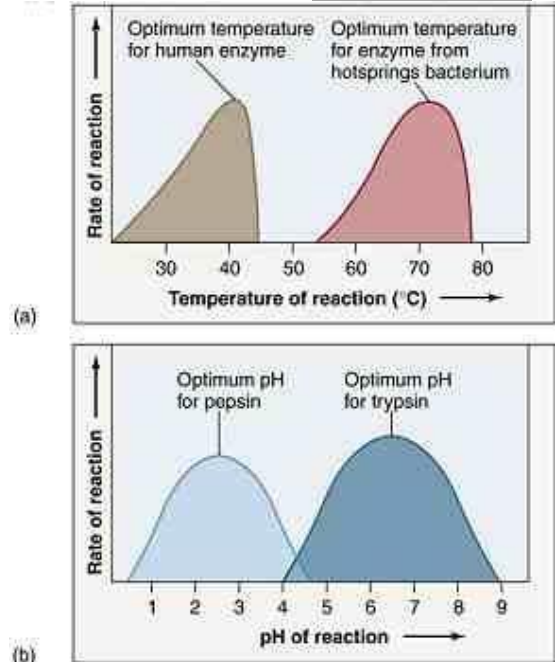 Optimum temperature
for human enzyme
Optimum temperature
for enzyme from
hotsprings bacterium
Rate of reaction
30 40 50 60 70 80
Temperature of reaction (°C)
(a)
Optimum pH
for pepsin
Optimum pH
for trypsin
Rate of reaction
1 2 3 4 5 6 7 8 9
pH of reaction
(b)